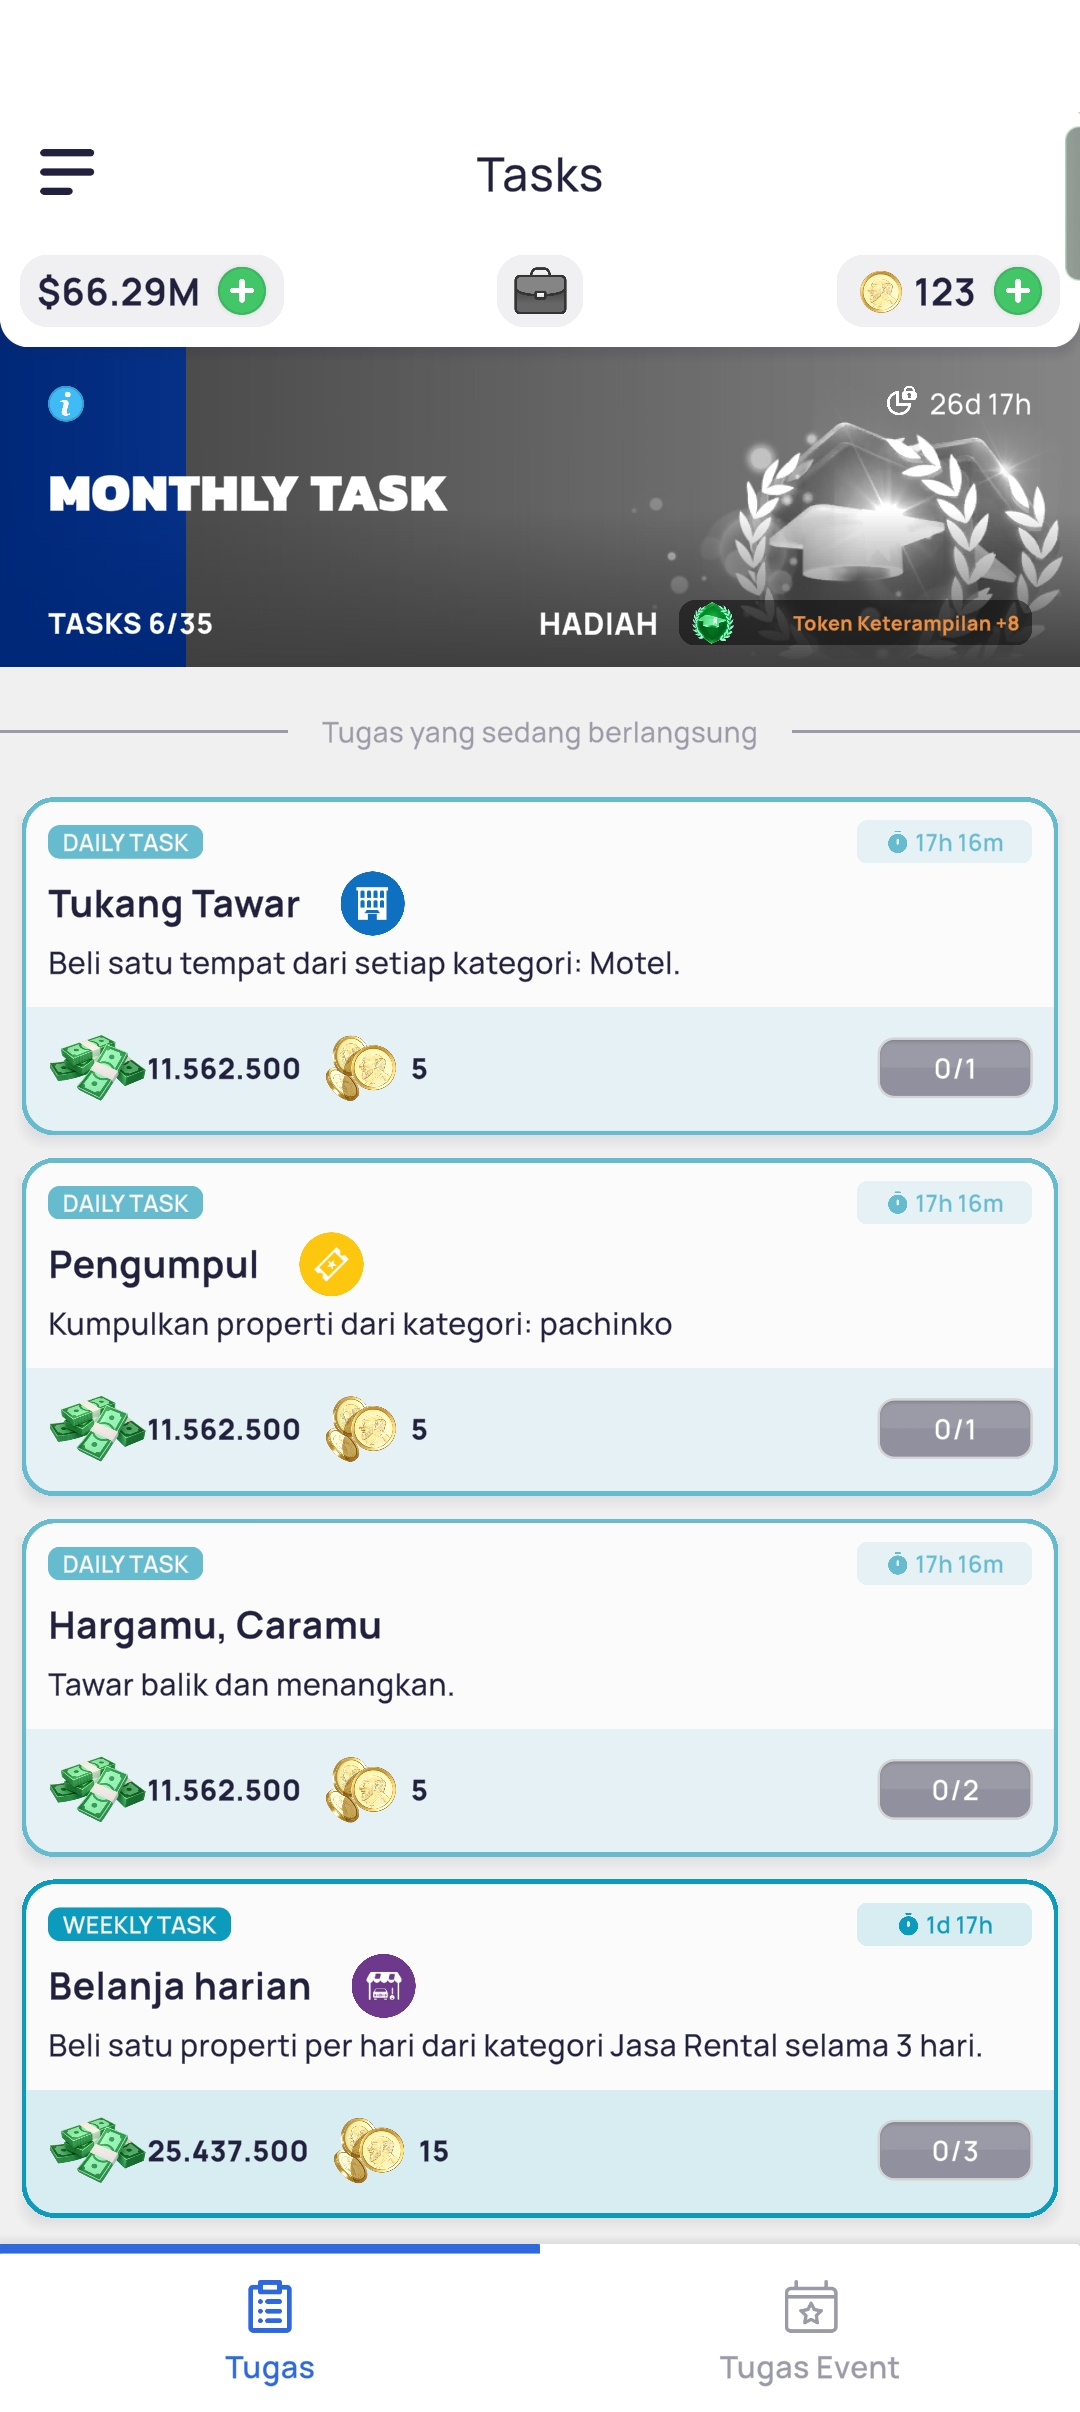 Tasks
$66.29M
123
26d 17h
MONTHLY TASK
TASKS 6/35
HADIAH
Token Keterampilan +8
Tugas yang sedang berlangsung
DAILY TASK
17h 16m
Tukang Tawar
Beli satu tempat dari setiap kategori: Motel.
11.562.500
5
0/1
DAILY TASK
17h 16m
Pengumpul
Kumpulkan properti dari kategori: pachinko
11.562.500
5
0/1
DAILY TASK
17h 16m
Hargamu, Caramu
Tawar balik dan menangkan.
11.562.500
5
0/2
WEEKLY TASK
1d 17h
Belanja harian
Beli satu properti per hari dari kategori Jasa Rental selama 3 hari.
25.437.500
15
0/3
Tugas
Tugas Event